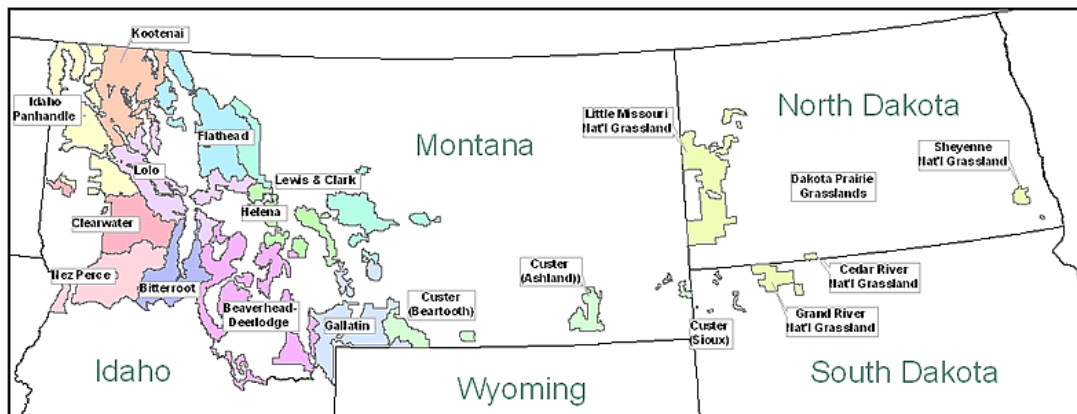 Kootenai
Idaho
Panhandle
Flathead
Lolo
Lewis & Clark
Helena
Clearwater
Nez Perce
Bitterroot
Beaverhead-
Deerlodge
Gallatin
Custer
(Beartooth)
Custer
(Ashland))
Montana
Idaho
Wyoming
Little Missouri
Nat'l Grassland
North Dakota
Dakota Prairie
Grasslands
Sheyenne
Nat'l Grassland
Cedar River
Nat'l Grassland
Grand River
Nat'l Grassland
Custer
(Sioux)
South Dakota